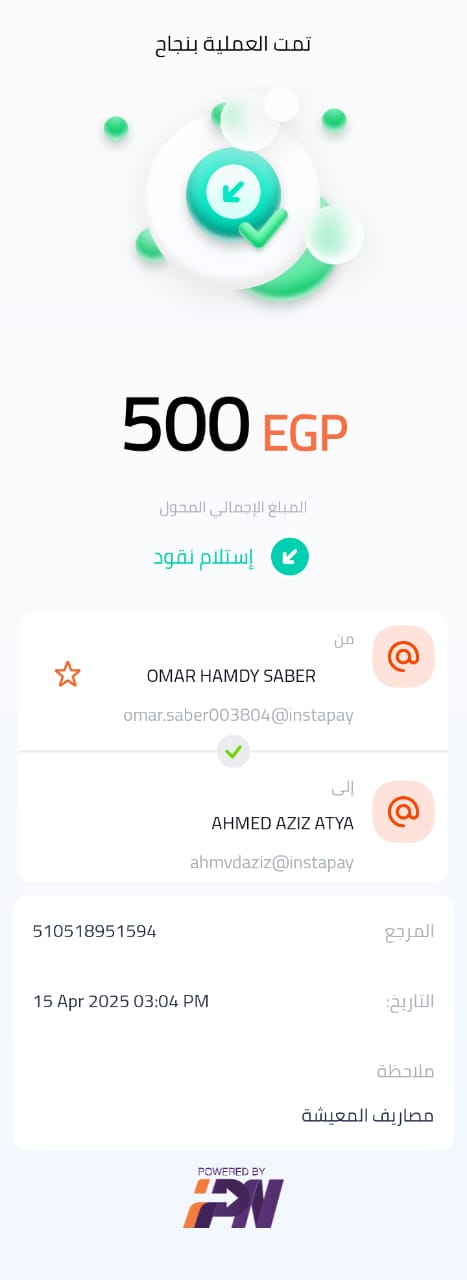 تمت العملية بنجاح
500 EGP
المبلغ الإجمالي المحول
إستلام نقود
من
OMAR HAMDY SABER
omar.saber003804@instapay
إلى
AHMED AZIZ ATYA
ahmvdaziz@instapay
المرجع 510518951594
التاريخ: 15 Apr 2025 03:04 PM
ملاحظة
مصاريف المعيشة
POWERED BY
iPN